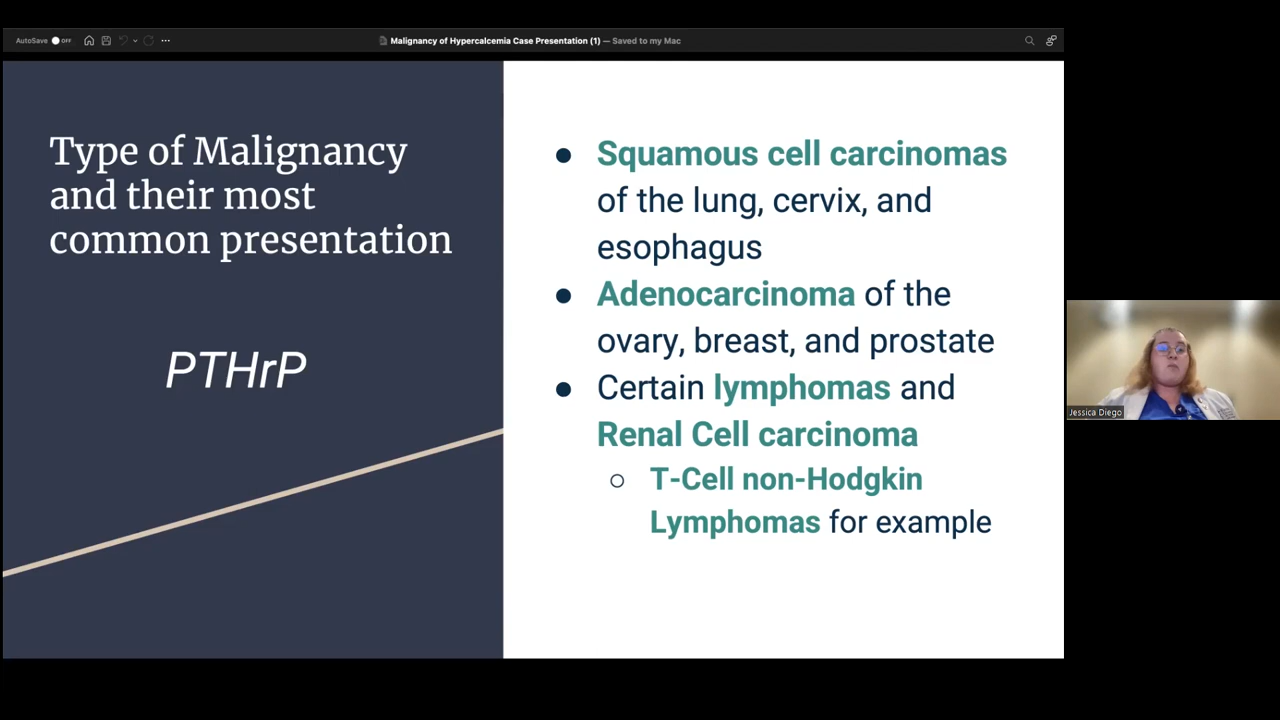 AutoSave OFF
Malignancy of Hypercalcemia Case Presentation (1) — Saved to my Mac
Type of Malignancy
and their most
common presentation
PTHrP
● Squamous cell carcinomas
of the lung, cervix, and
esophagus
● Adenocarcinoma of the
ovary, breast, and prostate
● Certain lymphomas and
Renal Cell carcinoma
○ T-Cell non-Hodgkin
Lymphomas for example
Jessica Diego